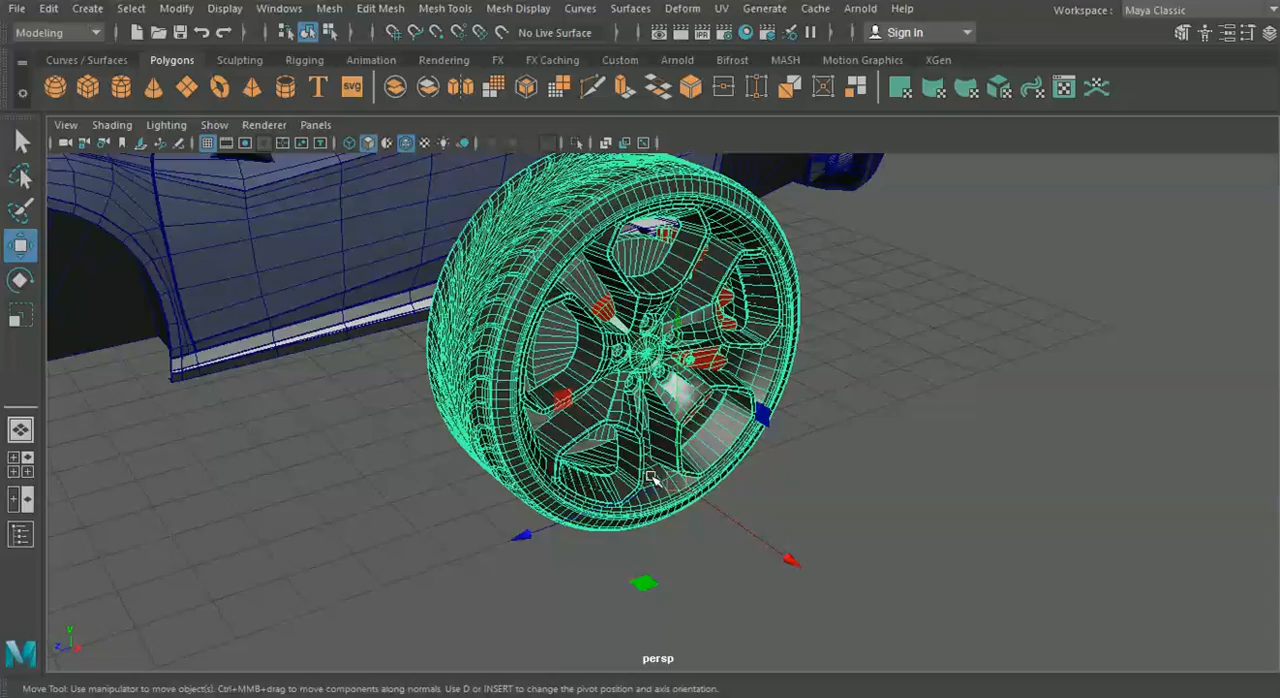 File Edit Create Select Modify Display Windows Mesh Edit Mesh Mesh Tools Mesh Display Curves Surfaces Deform UV Generate Cache Arnold Help Workspace : Maya Classic
Modeling No Live Surface IPR Sign In
Curves / Surfaces Polygons Sculpting Rigging Animation Rendering FX FX Caching Custom Arnold Bifrost MASH Motion Graphics XGen
T SVG
View Shading Lighting Show Renderer Panels
persp
y
z x
M
Move Tool: Use manipulator to move object(s). Ctrl+MMB+drag to move components along normals. Use D or INSERT to change the pivot position and axis orientation.